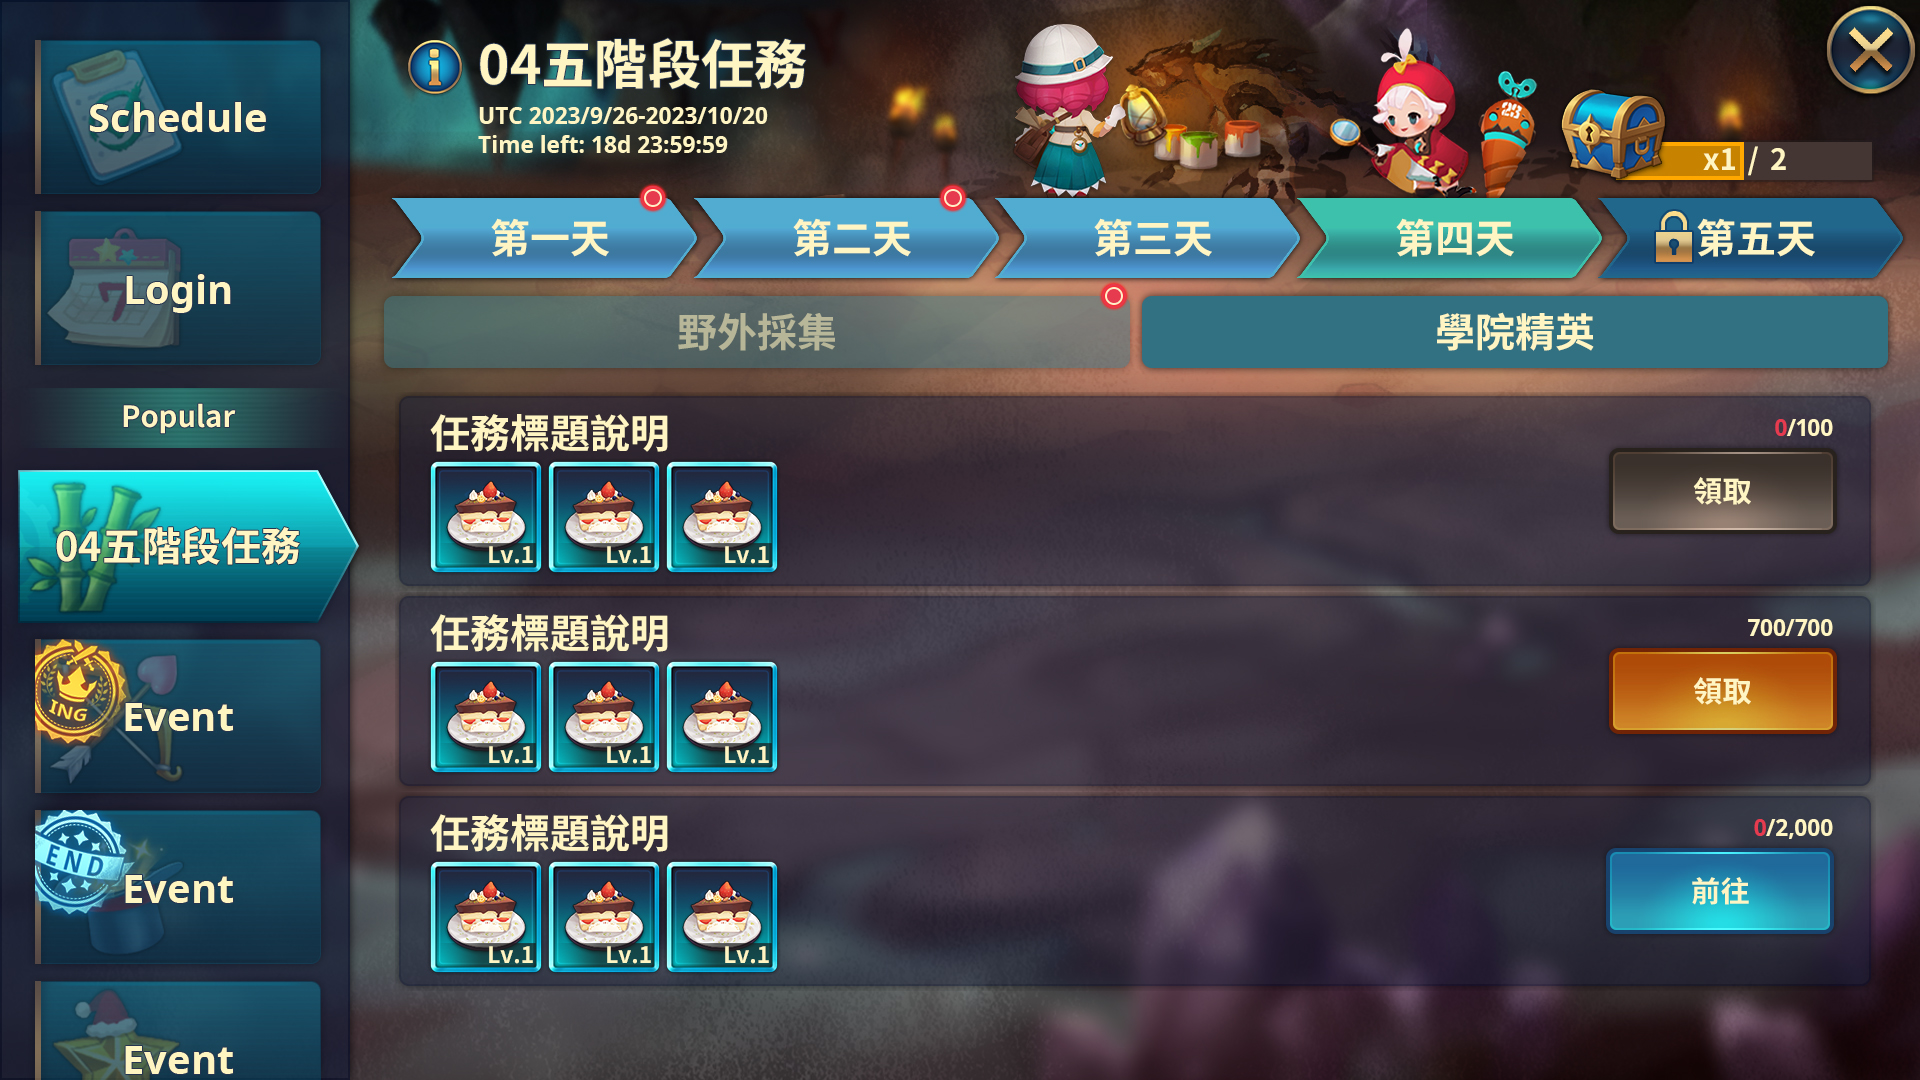 Schedule
Login
Popular
04五階段任務
ING
Event
END
Event
Event
04五階段任務
UTC 2023/9/26-2023/10/20
Time left: 18d 23:59:59
23
x1 / 2
第一天
第二天
第三天
第四天
第五天
野外採集
學院精英
任務標題說明
0/100
Lv.1
Lv.1
Lv.1
領取
任務標題說明
700/700
Lv.1
Lv.1
Lv.1
領取
任務標題說明
0/2,000
Lv.1
Lv.1
Lv.1
前往